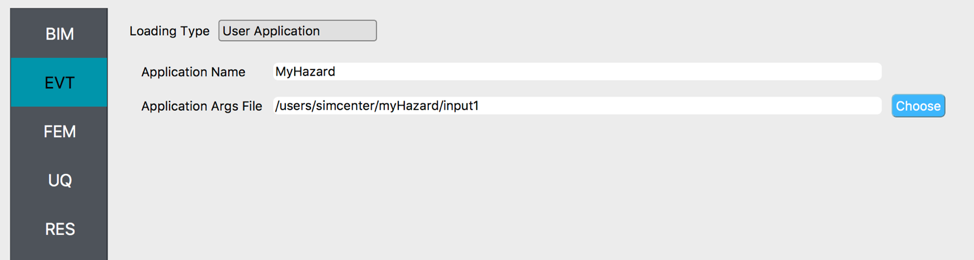 BIM
EVT
FEM
UQ
RES
Loading Type User Application
Application Name MyHazard
Application Args File /users/simcenter/myHazard/input1 Choose